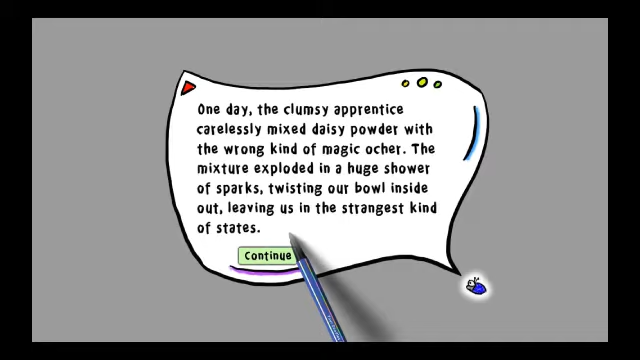 One day, the clumsy apprentice
carelessly mixed daisy powder with
the wrong kind of magic ocher. The
mixture exploded in a huge shower
of sparks, twisting our bowl inside
out, leaving us in the strangest kind
of states.
Continue